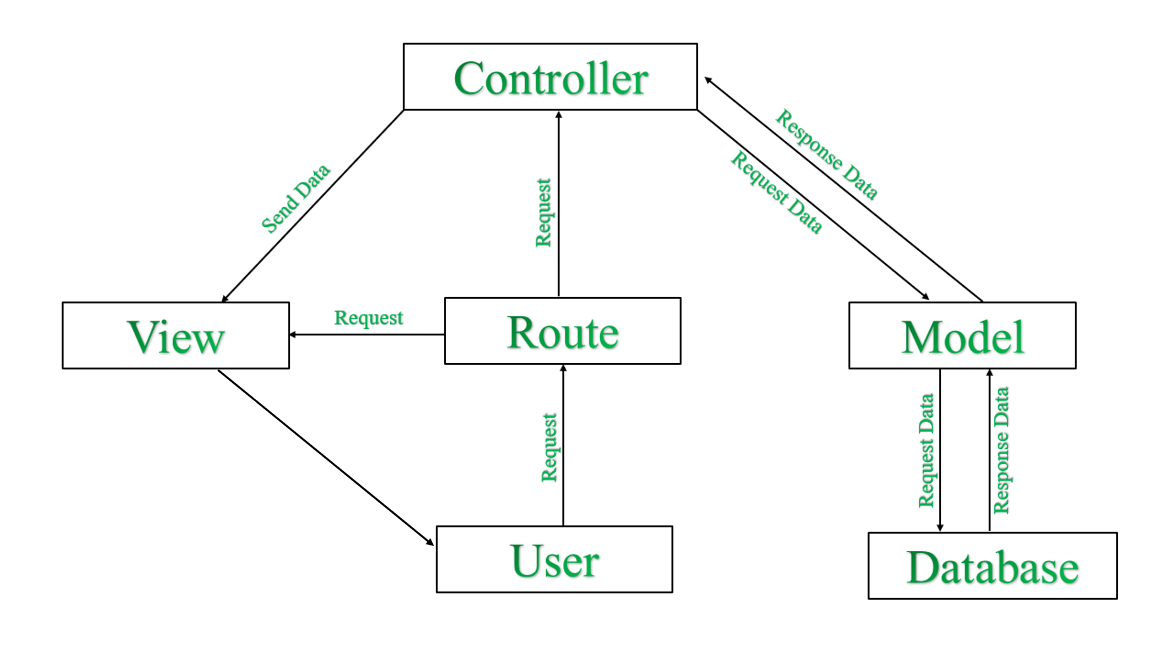 Controller
Response Data
Request Data
Send Data
Request
View
Request
Route
Model
Request
Request Data
Response Data
User
Database